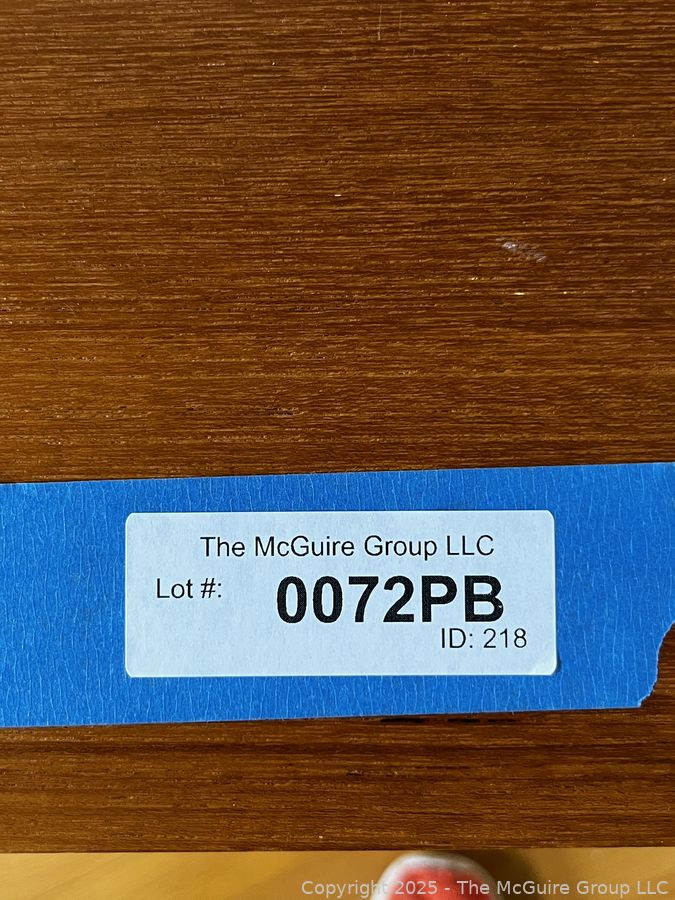 The McGuire Group LLC
Lot #: 0072PB
ID: 218
Copyright 2025 - The McGuire Group LLC